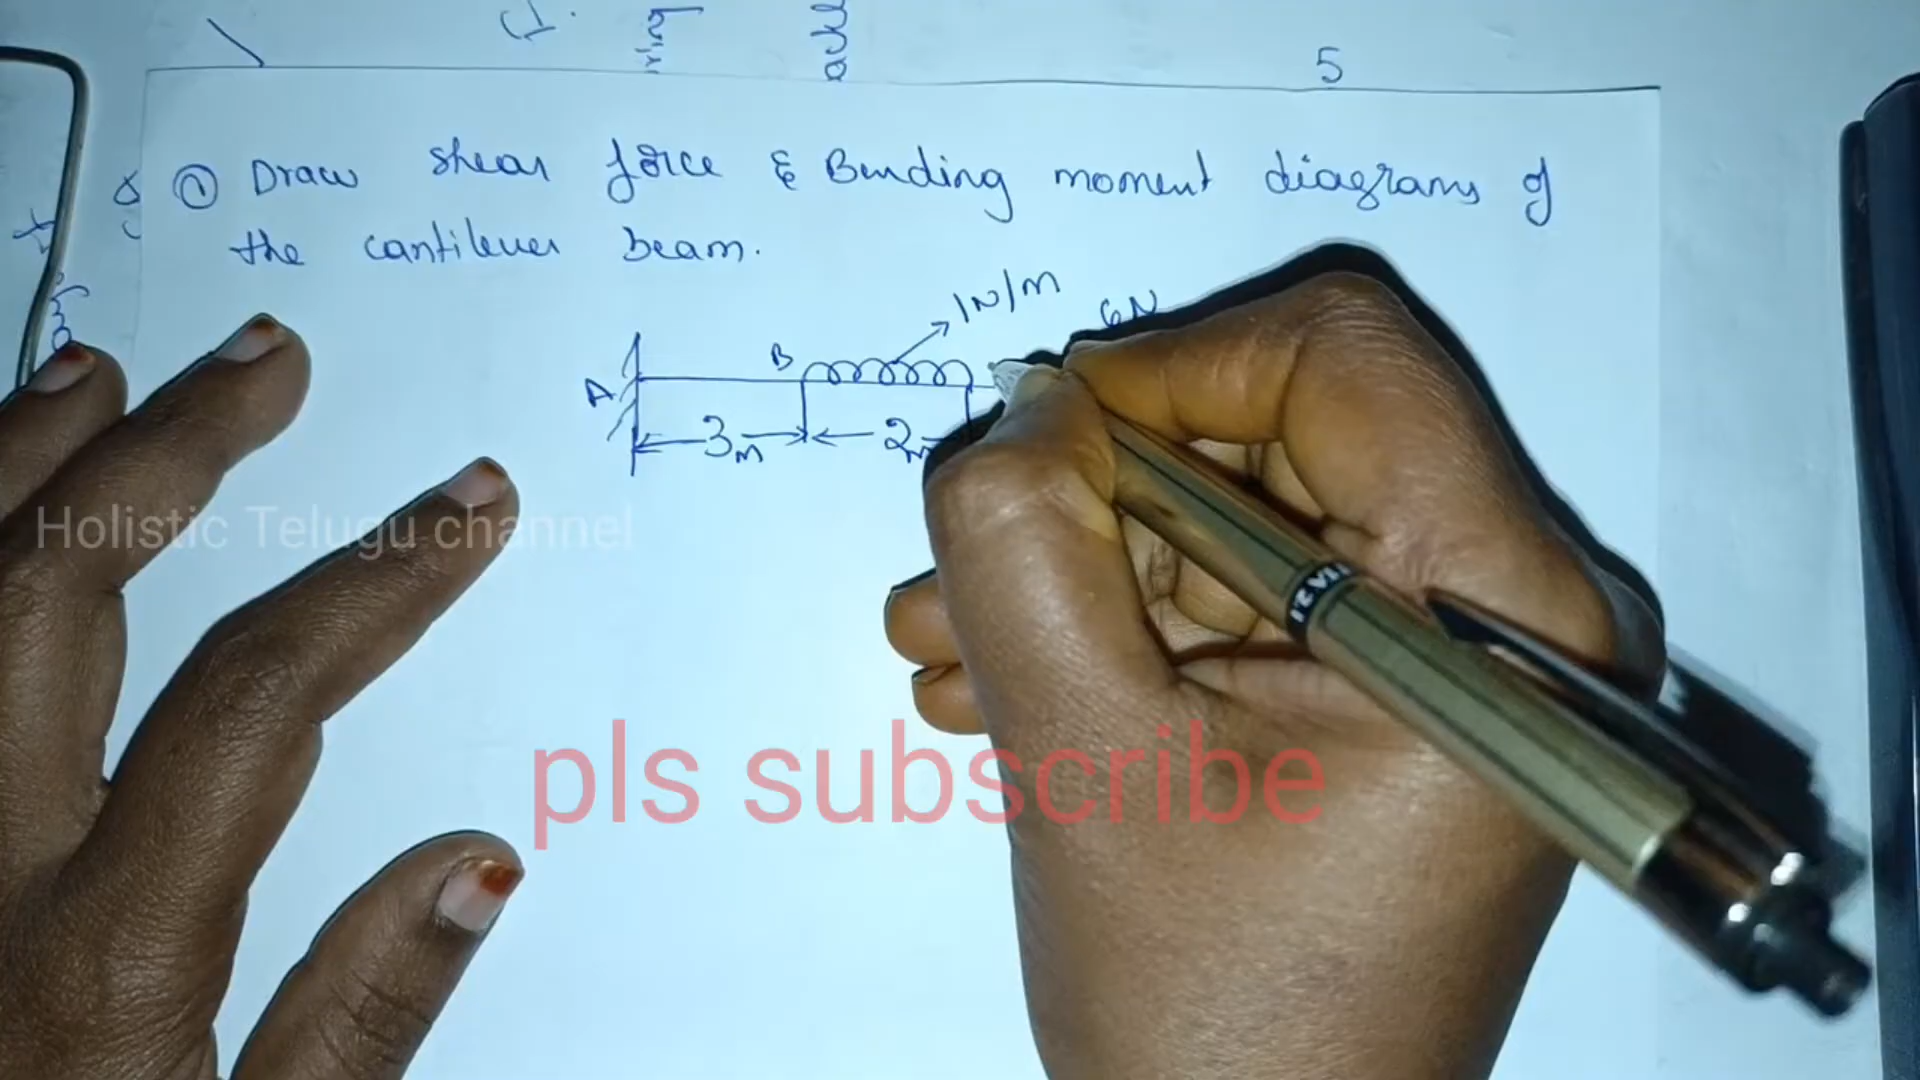 5
① Draw shear force & Bending moment diagrams of
the cantilever beam.
1N/m
6N
B
A
3m
2m
Holistic Telugu channel
pls subscribe